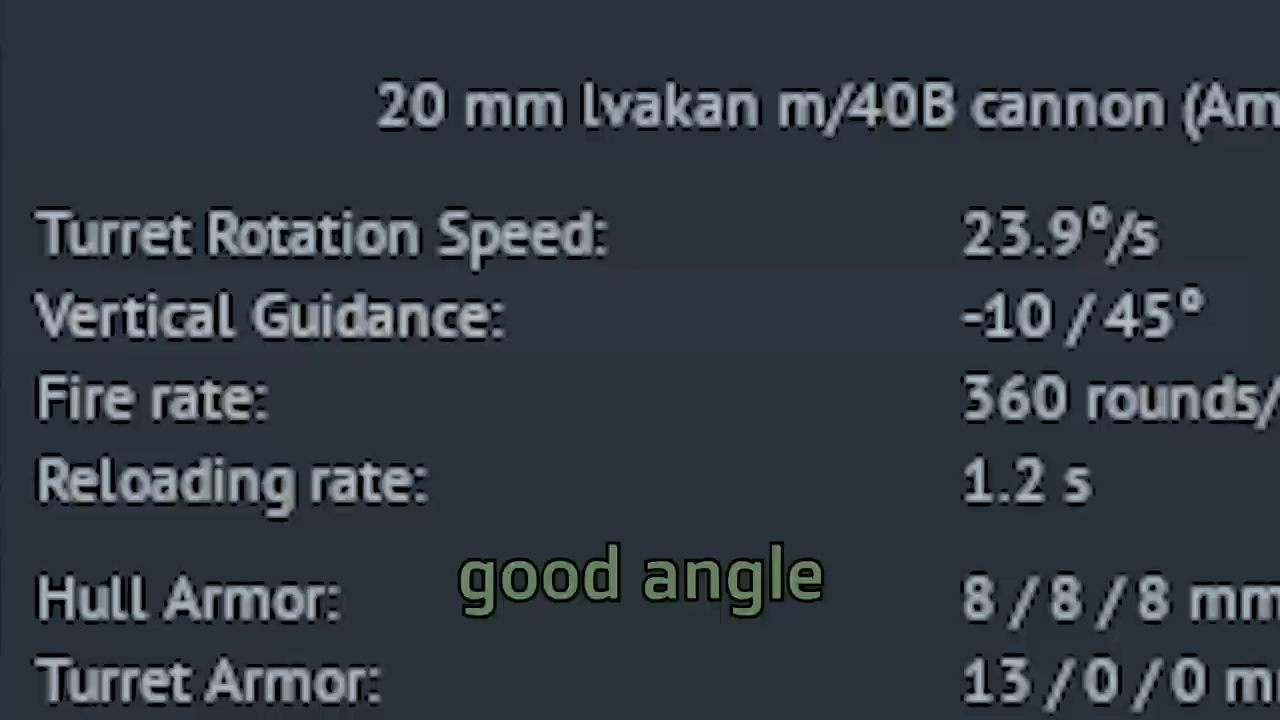 20 mm lvakan m/40B cannon (Am
Turret Rotation Speed: 23.9°/s
Vertical Guidance: -10 / 45°
Fire rate: 360 rounds/
Reloading rate: 1.2 s
good angle
Hull Armor: 8 / 8 / 8 mm
Turret Armor: 13 / 0 / 0 m